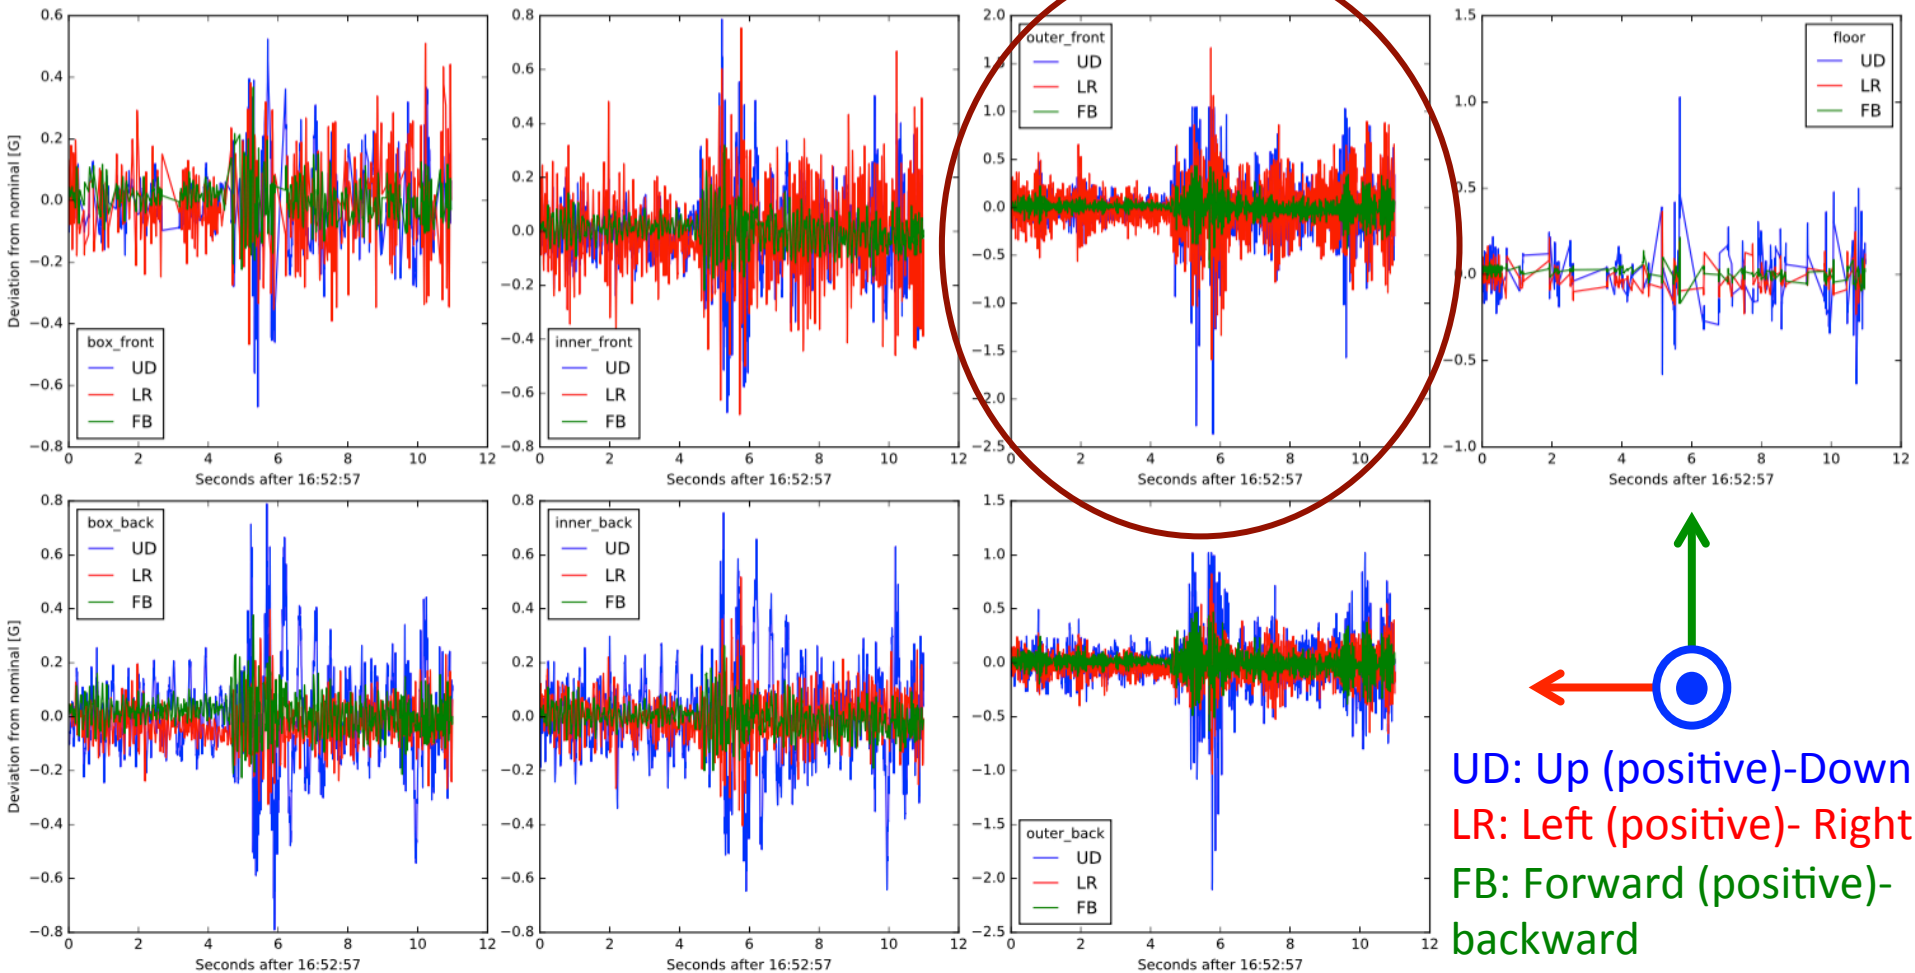 0.6
0.4
0.2
0.0
−0.2
−0.4
−0.6
−0.8
Deviation from nominal [G]
box_front
UD
LR
FB
0 2 4 6 8 10 12
Seconds after 16:52:57
0.8
0.6
0.4
0.2
0.0
−0.2
−0.4
−0.6
−0.8
inner_front
UD
LR
FB
0 2 4 6 8 10 12
Seconds after 16:52:57
2.0
1.5
1.0
0.5
0.0
−0.5
−1.0
−1.5
−2.0
−2.5
outer_front
UD
LR
FB
0 2 4 6 8 10 12
Seconds after 16:52:57
1.5
1.0
0.5
0.0
−0.5
−1.0
floor
UD
LR
FB
0 2 4 6 8 10 12
Seconds after 16:52:57
0.8
0.6
0.4
0.2
0.0
−0.2
−0.4
−0.6
−0.8
Deviation from nominal [G]
box_back
UD
LR
FB
0 2 4 6 8 10 12
Seconds after 16:52:57
0.8
0.6
0.4
0.2
0.0
−0.2
−0.4
−0.6
−0.8
inner_back
UD
LR
FB
0 2 4 6 8 10 12
Seconds after 16:52:57
1.5
1.0
0.5
0.0
−0.5
−1.0
−1.5
−2.0
−2.5
outer_back
UD
LR
FB
0 2 4 6 8 10 12
Seconds after 16:52:57
UD: Up (positive)-Down
LR: Left (positive)- Right
FB: Forward (positive)-
backward